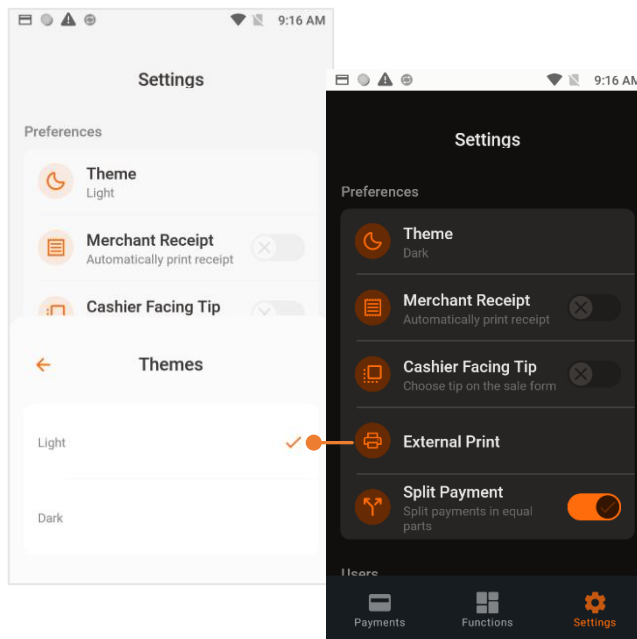 9:16 AM
Settings
Preferences
Theme
Light
Merchant Receipt
Automatically print receipt
Cashier Facing Tip
Themes
Light
Dark
9:16 AM
Settings
Preferences
Theme
Dark
Merchant Receipt
Automatically print receipt
Cashier Facing Tip
Choose tip on the sale form
External Print
Split Payment
Split payments in equal
parts
Users
Payments
Functions
Settings